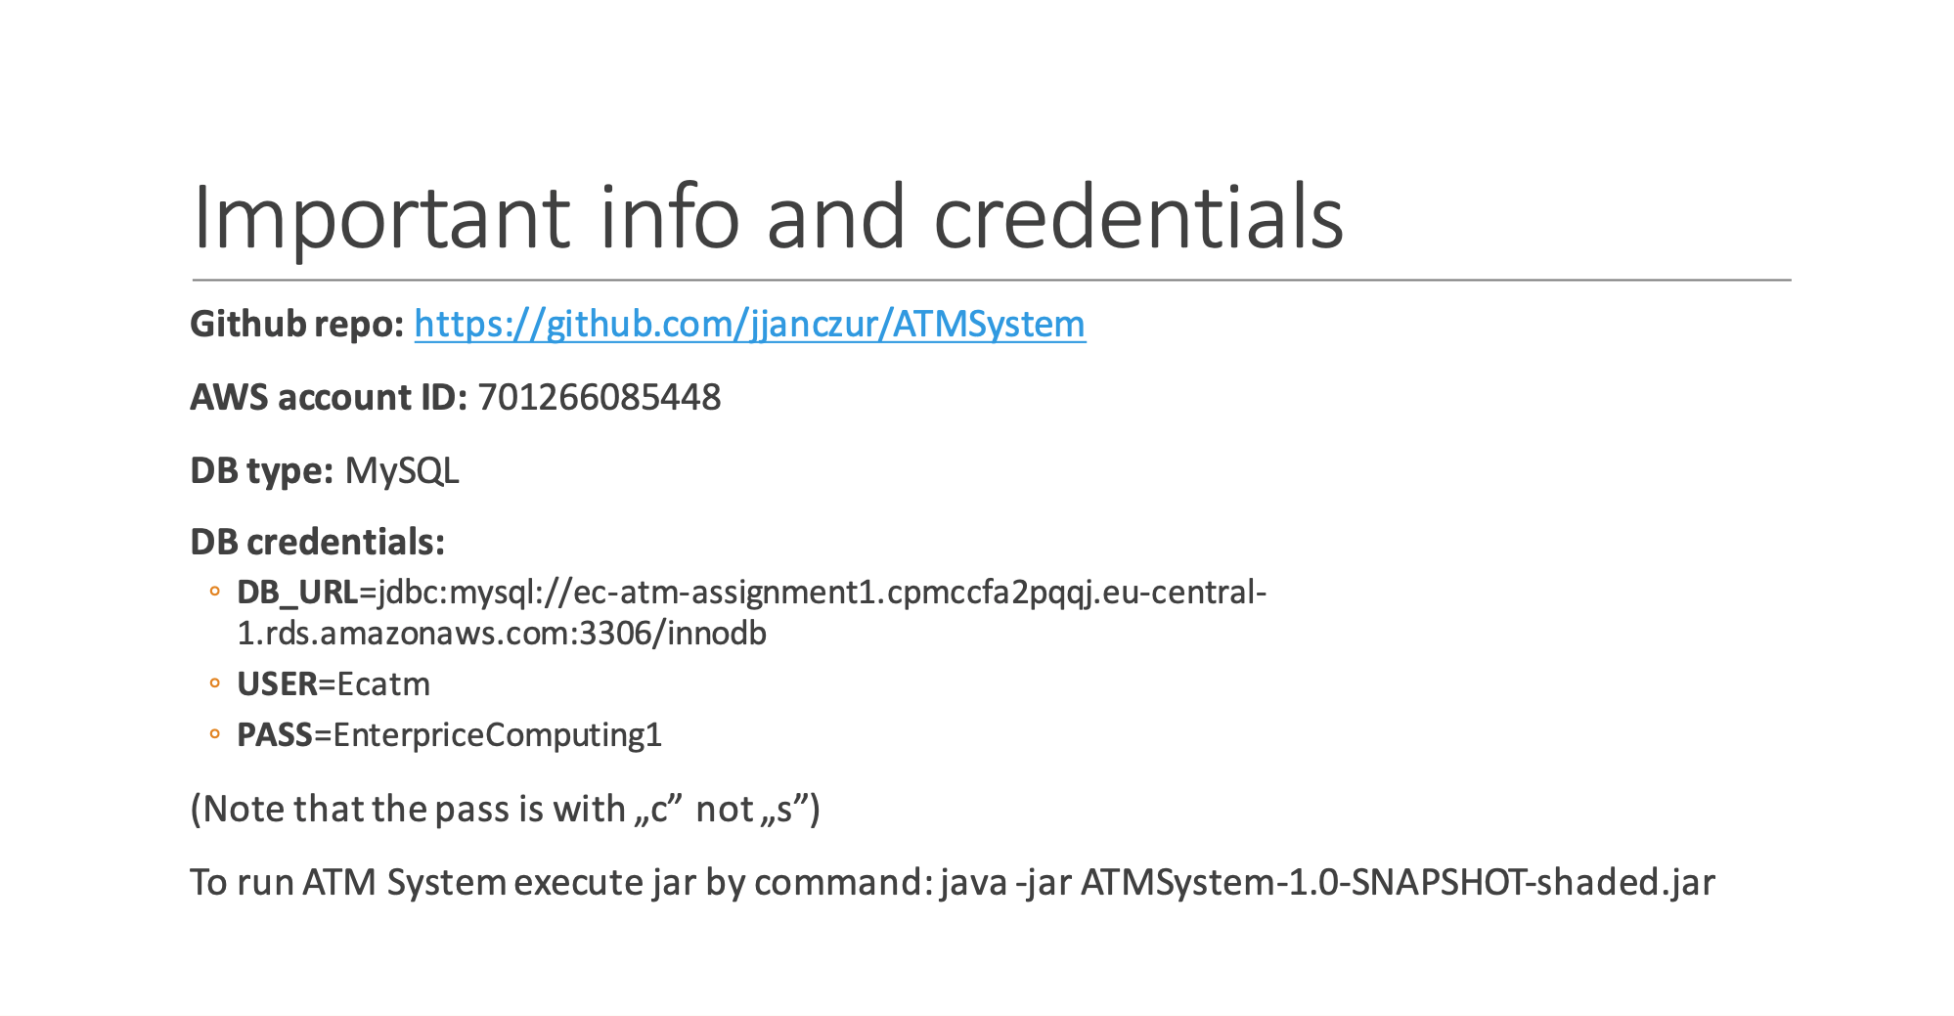 Important info and credentials
Github repo: https://github.com/jjanczur/ATMSystem
AWS account ID: 701266085448
DB type: MySQL
DB credentials:
◦ DB_URL=jdbc:mysql://ec-atm-assignment1.cpmccfa2pqqj.eu-central-
1.rds.amazonaws.com:3306/innodb
◦ USER=Ecatm
◦ PASS=EnterpriceComputing1
(Note that the pass is with „c” not „s”)
To run ATM System execute jar by command: java -jar ATMSystem-1.0-SNAPSHOT-shaded.jar